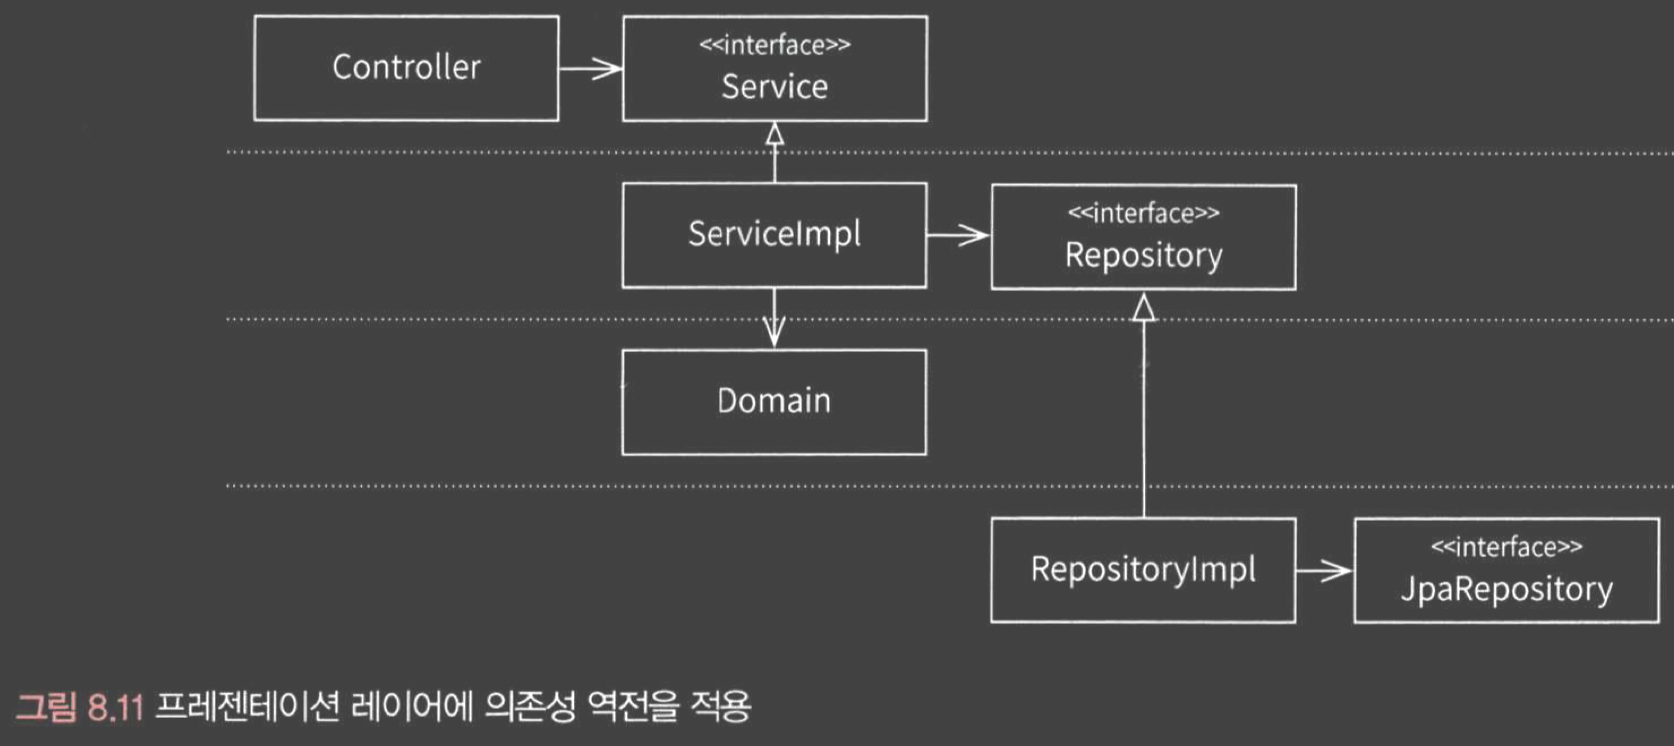 Controller
<<interface>>
Service
ServiceImpl
<<interface>>
Repository
Domain
RepositoryImpl
<<interface>>
JpaRepository
그림 8.11 프레젠테이션 레이어에 의존성 역전을 적용